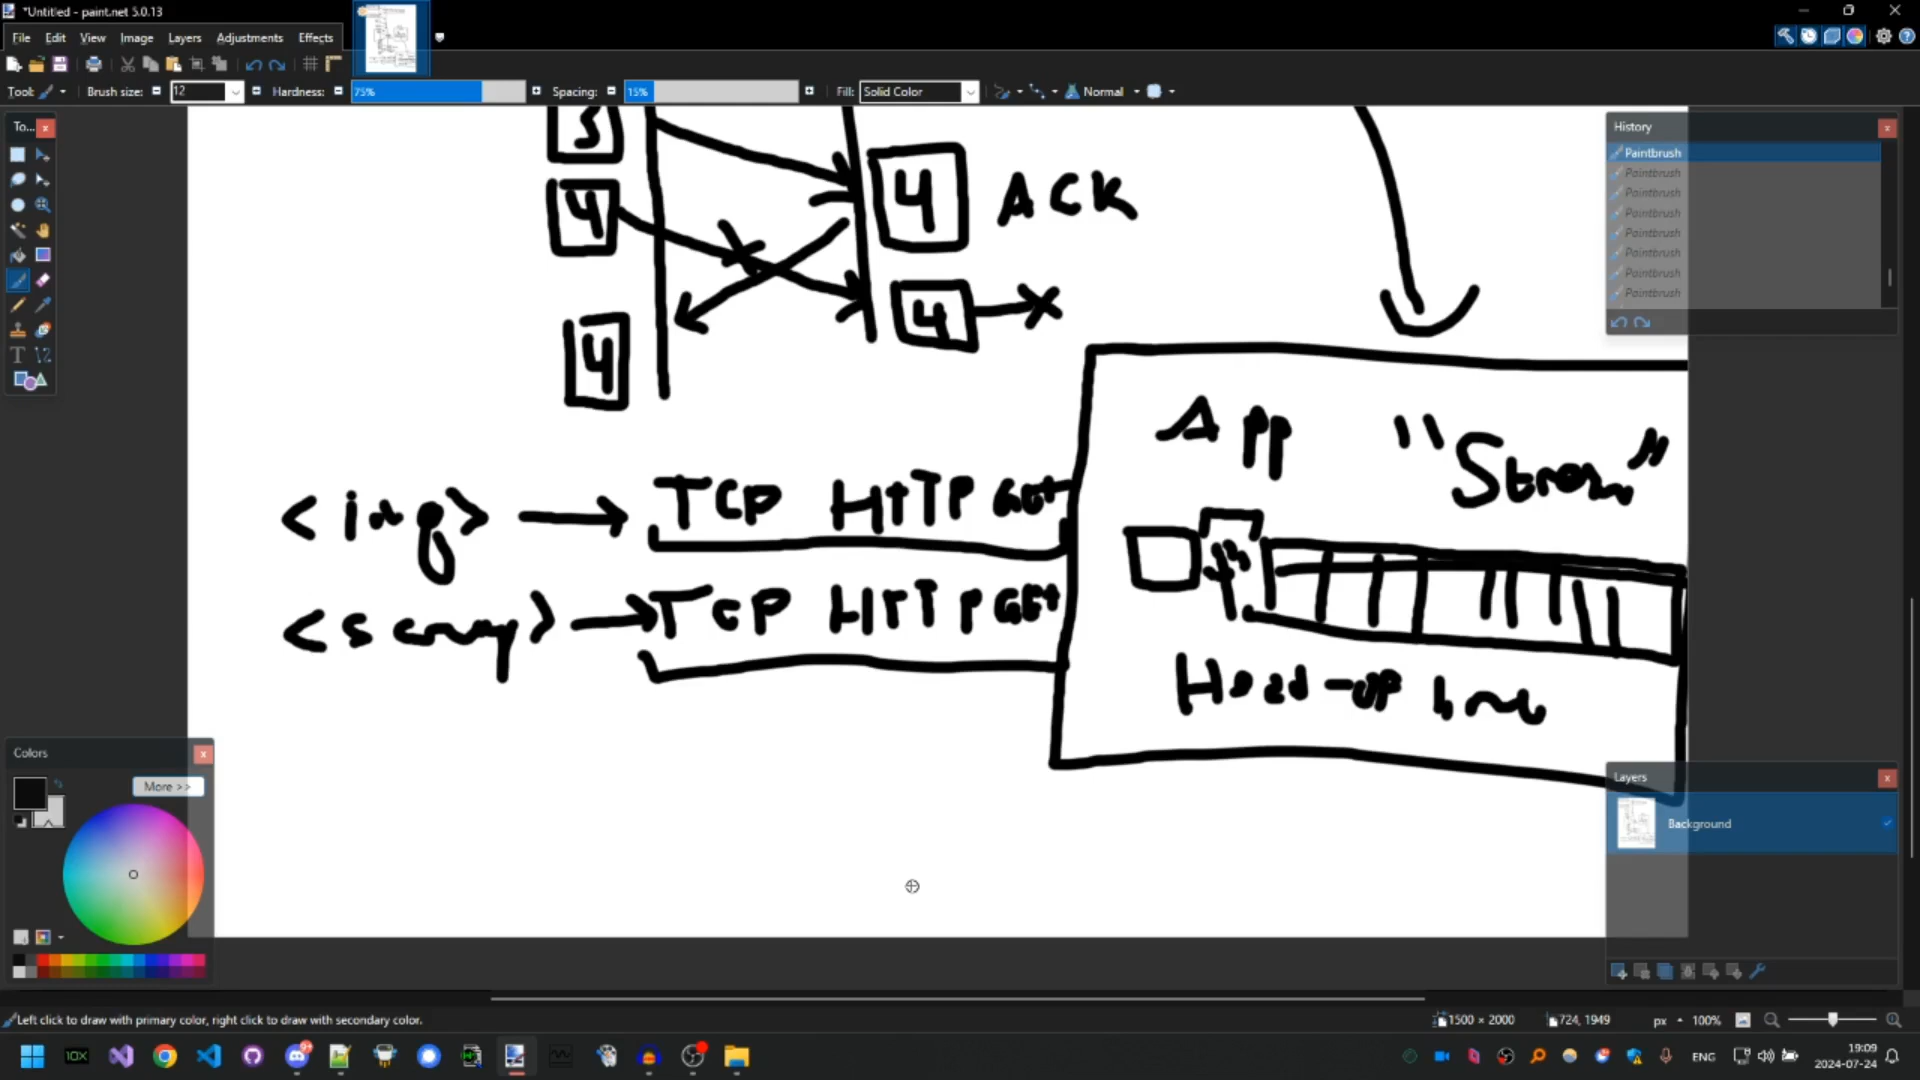 *Untitled - paint.net 5.0.13
File Edit View Image Layers Adjustments Effects
Tool: Brush size: 12 Hardness: 75% Spacing: 15% Fill: Solid Color Normal
To...
History
Paintbrush
Paintbrush
Paintbrush
Paintbrush
Paintbrush
Paintbrush
Paintbrush
Paintbrush
4 ACK
4
4
4
App "Stream"
<img> TCP HTTP GET
TCP HTTP GET
Head-of line
Colors
More >>
Layers
Background
Left click to draw with primary color, right click to draw with secondary color.
1500 × 2000 724, 1949 px 100%
10X
ENG 19:09
2024-07-24